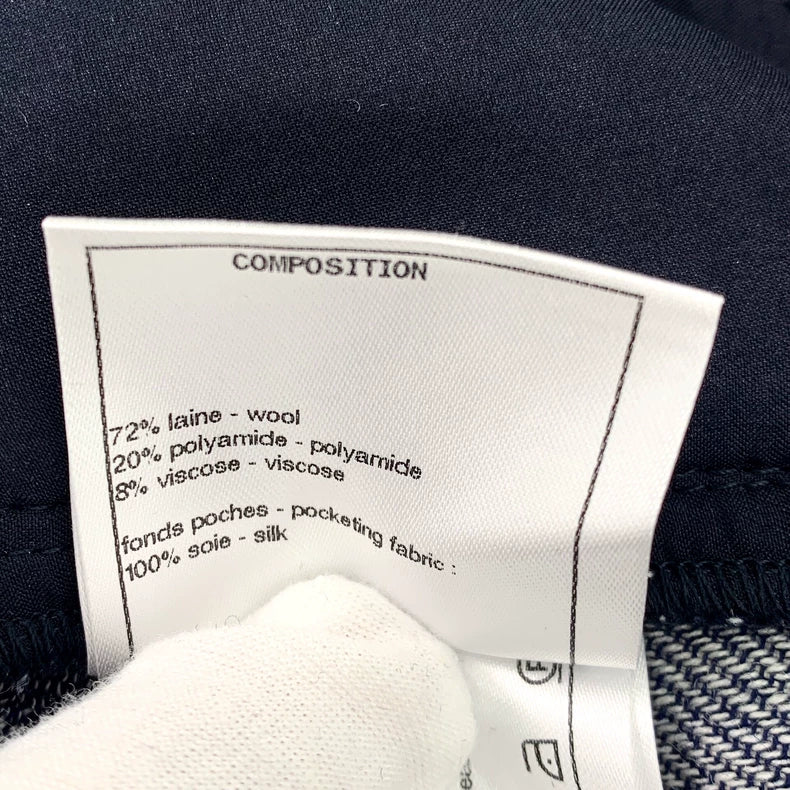 COMPOSITION
72% laine - wool
20% polyamide - polyamide
8% viscose - viscose
fonds poches - pocketing fabric :
100% soie - silk